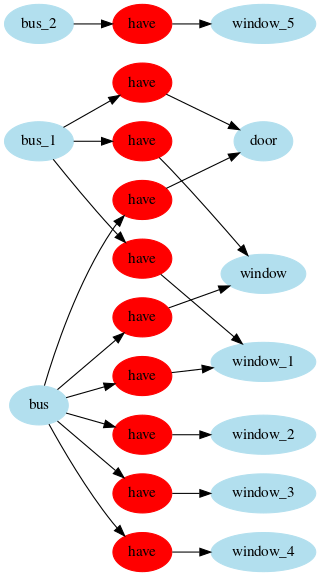 bus_2 have window_5
have
bus_1 have door
have
have window
have
have window_1
bus have window_2
have window_3
have window_4